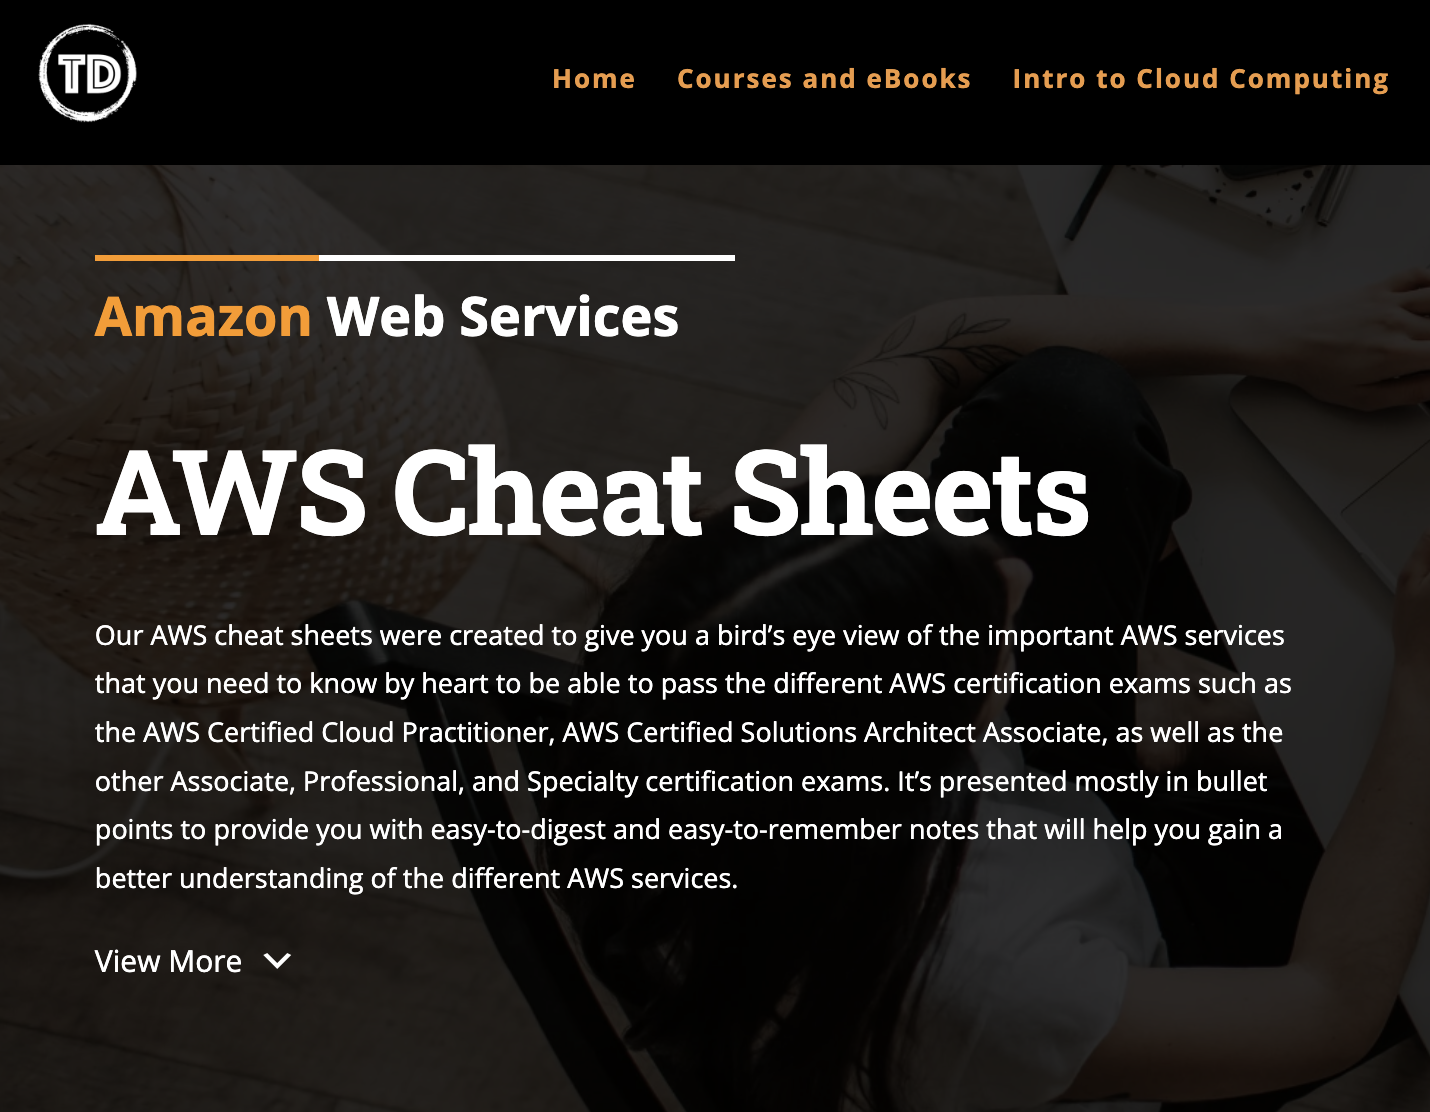 TD
Home Courses and eBooks Intro to Cloud Computing
Amazon Web Services
AWS Cheat Sheets
Our AWS cheat sheets were created to give you a bird’s eye view of the important AWS services
that you need to know by heart to be able to pass the different AWS certification exams such as
the AWS Certified Cloud Practitioner, AWS Certified Solutions Architect Associate, as well as the
other Associate, Professional, and Specialty certification exams. It’s presented mostly in bullet
points to provide you with easy-to-digest and easy-to-remember notes that will help you gain a
better understanding of the different AWS services.
View More